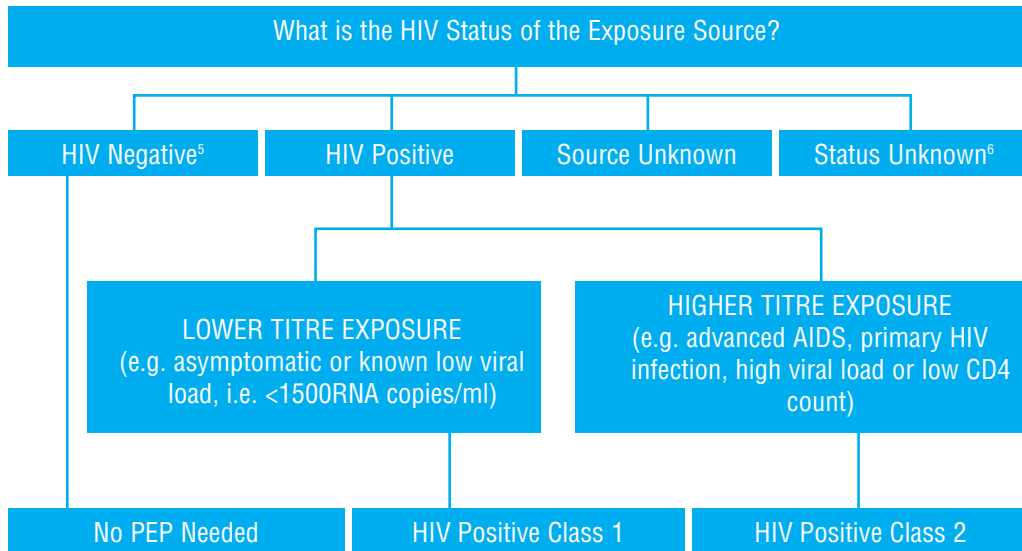 What is the HIV Status of the Exposure Source?
HIV Negative⁵
HIV Positive
Source Unknown
Status Unknown⁶
LOWER TITRE EXPOSURE
(e.g. asymptomatic or known low viral
load, i.e. <1500RNA copies/ml)
HIGHER TITRE EXPOSURE
(e.g. advanced AIDS, primary HIV
infection, high viral load or low CD4
count)
No PEP Needed
HIV Positive Class 1
HIV Positive Class 2